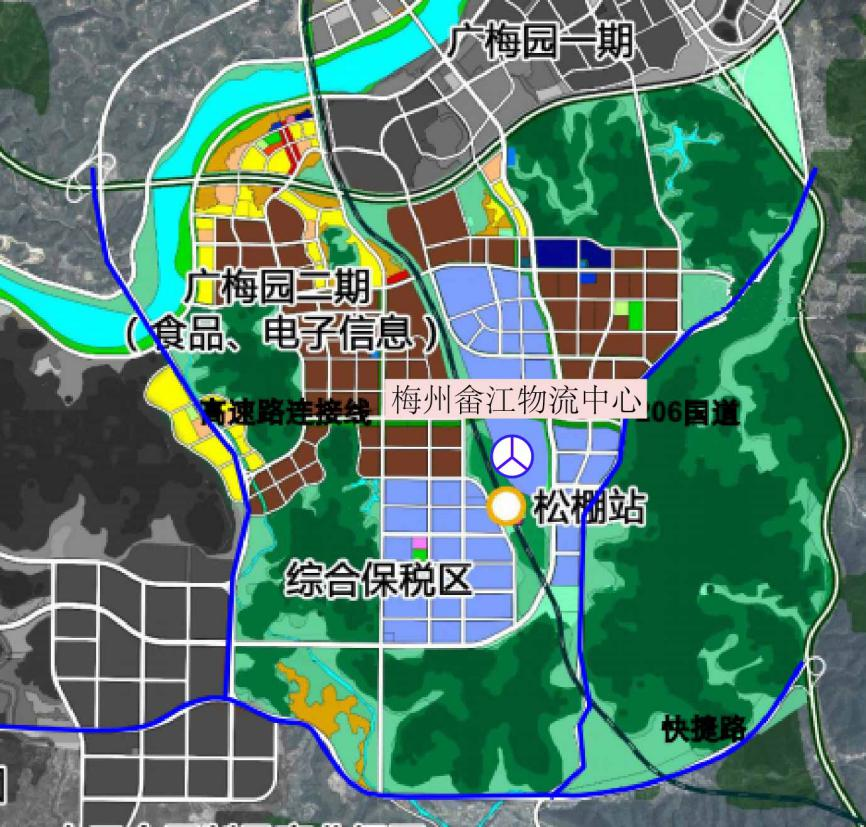 广梅园一期
广梅园二期
（食品、电子信息）
梅州畲江物流中心
高速路连接线
206国道
松棚站
综合保税区
快捷路